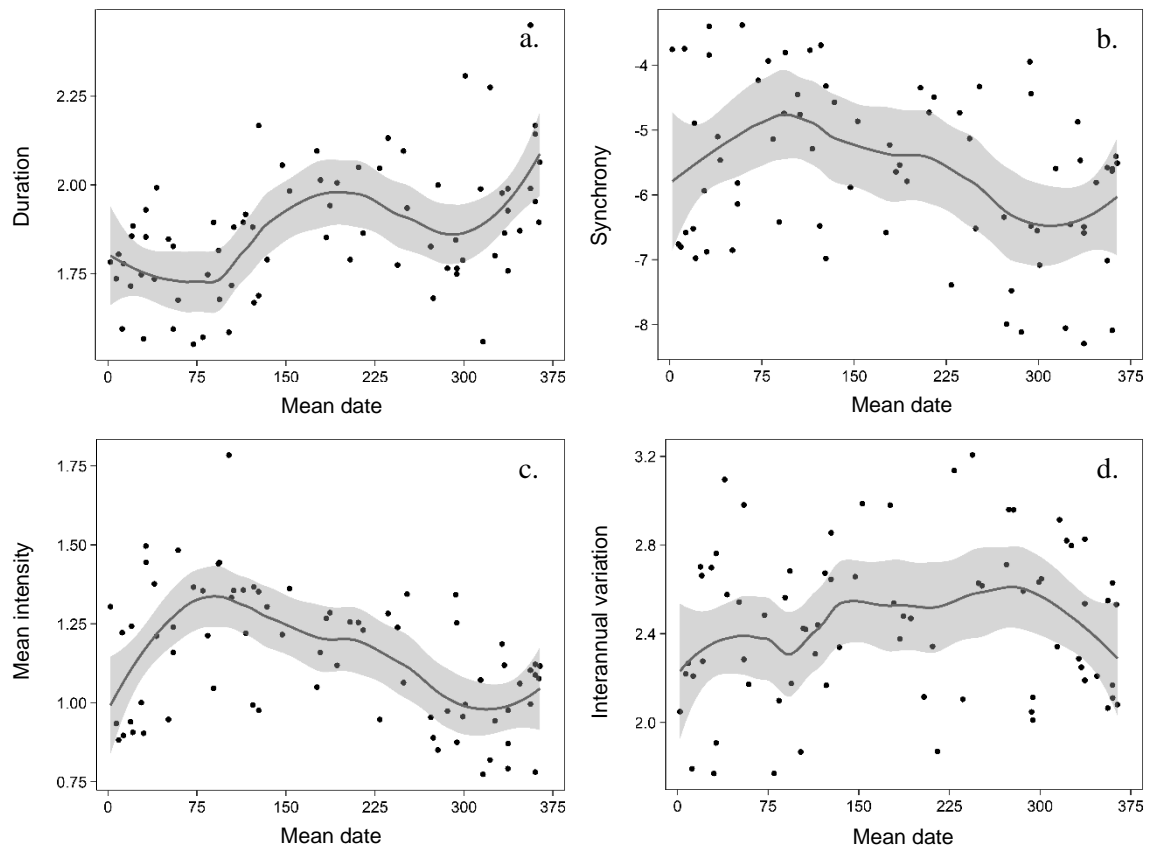 a.
Duration
2.25
2.00
1.75
0 75 150 225 300 375
Mean date
b.
Synchrony
-4
-5
-6
-7
-8
0 75 150 225 300 375
Mean date
c.
Mean intensity
1.75
1.50
1.25
1.00
0.75
0 75 150 225 300 375
Mean date
d.
Interannual variation
3.2
2.8
2.4
2.0
0 75 150 225 300 375
Mean date